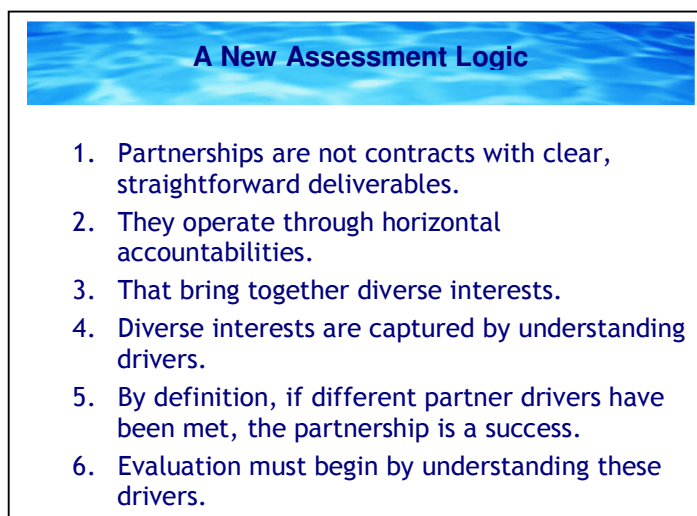 A New Assessment Logic
1. Partnerships are not contracts with clear,
straightforward deliverables.
2. They operate through horizontal
accountabilities.
3. That bring together diverse interests.
4. Diverse interests are captured by understanding
drivers.
5. By definition, if different partner drivers have
been met, the partnership is a success.
6. Evaluation must begin by understanding these
drivers.